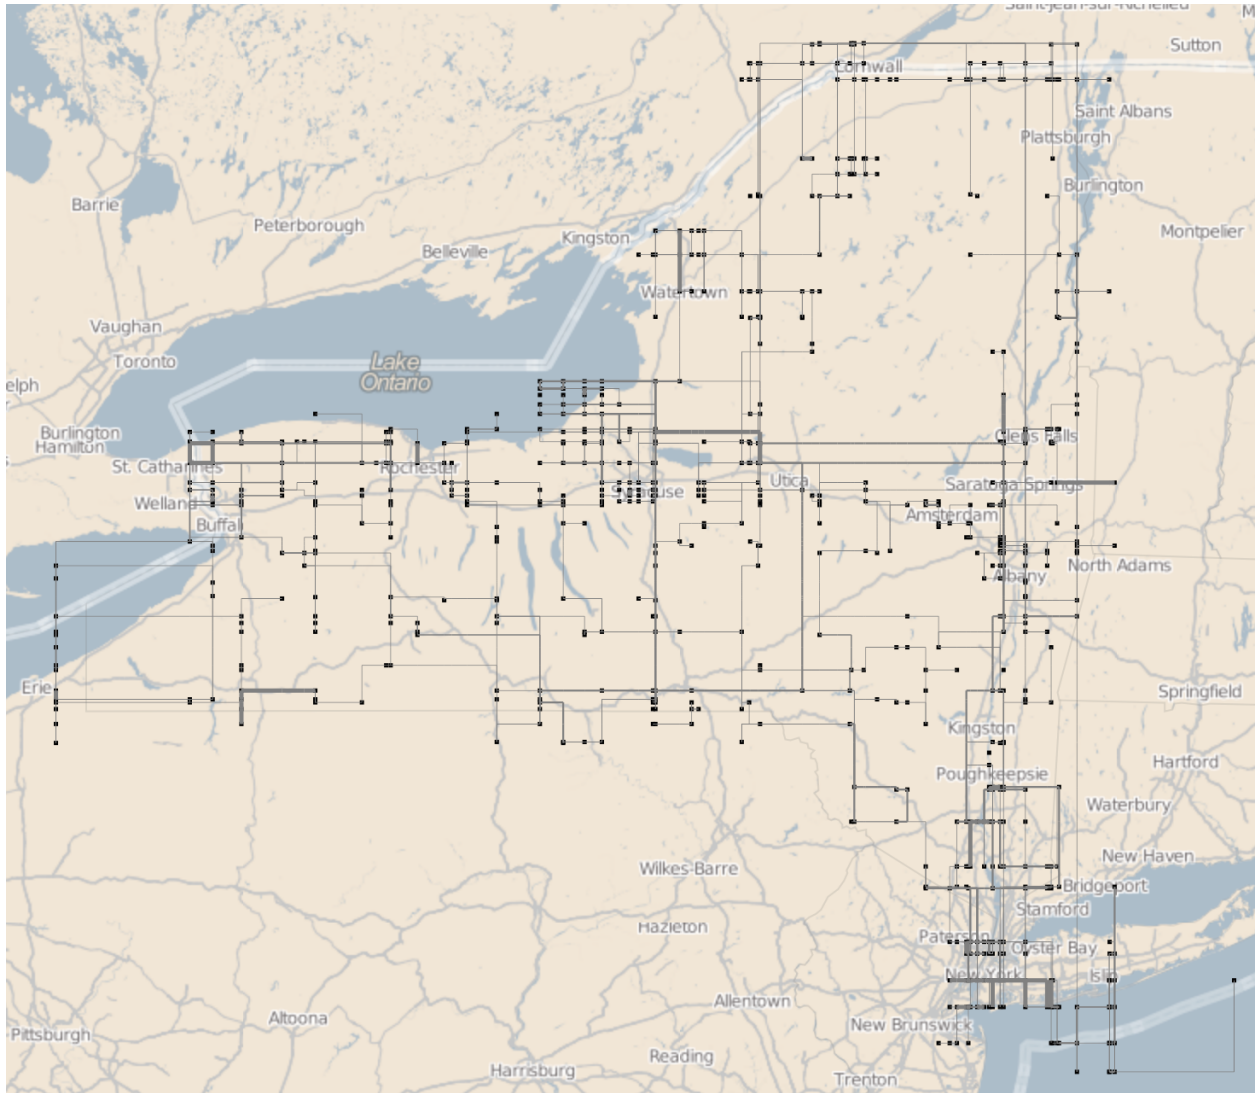 Saint-Jean-sur-Richelieu
Sutton
Cornwall
Saint Albans
Plattsburgh
Burlington
Barrie
Peterborough
Montpelier
Kingston
Belleville
Watertown
Vaughan
Toronto
Lake
Ontario
elph
Burlington
Hamilton
Glens Falls
St. Catharines
Rochester
Utica
Saratoga Springs
Syracuse
Welland
Amsterdam
Buffal
North Adams
Albany
Erie
Springfield
Kingston
Hartford
Poughkeepsie
Waterbury
New Haven
Wilkes-Barre
Bridgeport
Stamford
Hazleton
Paterson
Oyster Bay
New York
Islip
Allentown
Altoona
New Brunswick
Pittsburgh
Reading
Harrisburg
Trenton